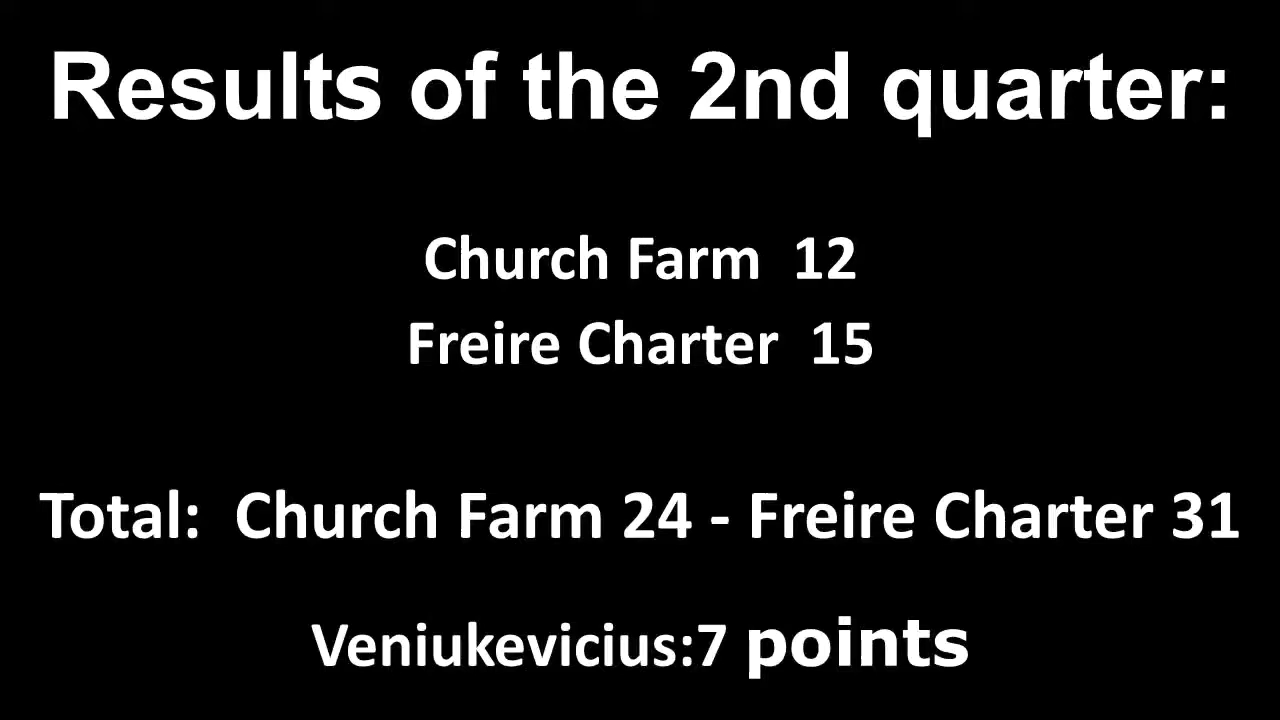 Results of the 2nd quarter:
Church Farm  12
Freire Charter  15
Total:  Church Farm 24 - Freire Charter 31
Veniukevicius:7 points